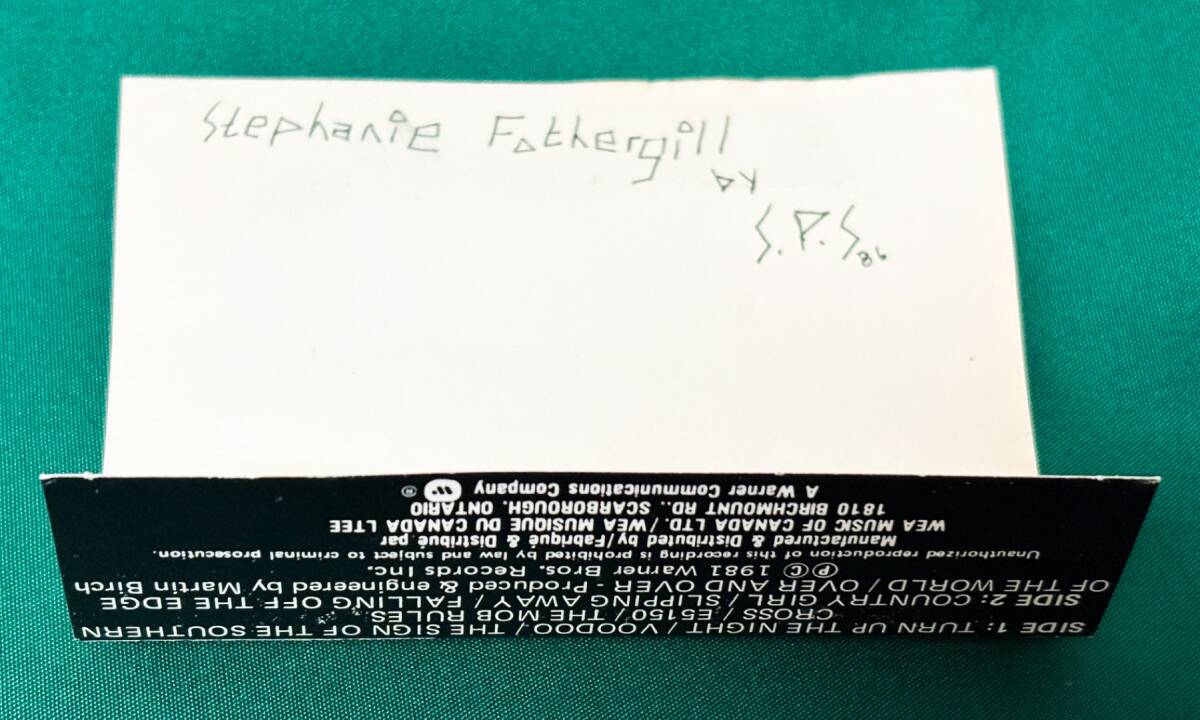 Stephanie Fothergill
by
S.P.S 86
SIDE 1: TURN UP THE NIGHT / VOODOO / THE SIGN OF THE SOUTHERN
CROSS / E5150 / THE MOB RULES.
SIDE 2: COUNTRY GIRL / SLIPPING AWAY / FALLING OFF THE EDGE
OF THE WORLD / OVER AND OVER - Produced & engineered by Martin Birch
℗© 1981 Warner Bros. Records Inc.
Unauthorized reproduction of this recording is prohibited by law and subject to criminal prosecution.
Manufactured & Distributed by/Fabriqué & Distribué par
WEA MUSIC OF CANADA LTD./WEA MUSIQUE DU CANADA LTEE
1810 BIRCHMOUNT RD., SCARBOROUGH, ONTARIO
A Warner Communications Company ®